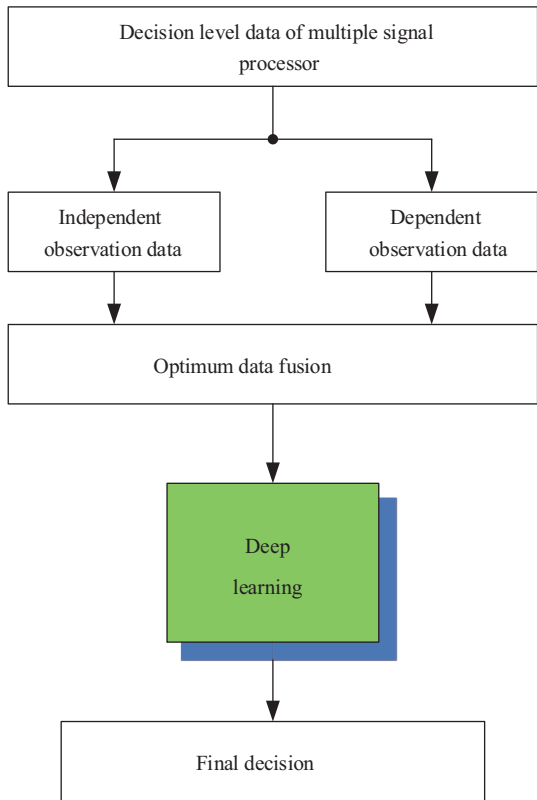 Decision level data of multiple signal
processor
Independent
observation data
Dependent
observation data
Optimum data fusion
Deep
learning
Final decision